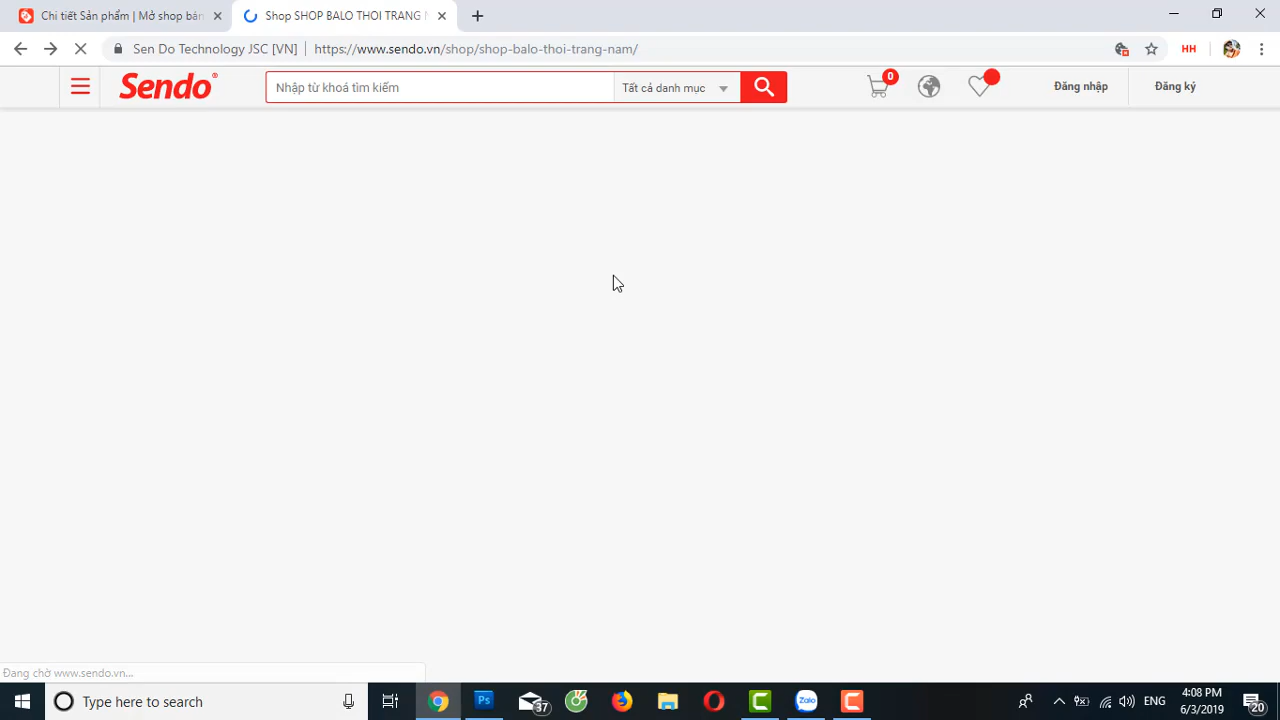 Chi tiết Sản phẩm | Mở shop bán
Shop SHOP BALO THOI TRANG
Sen Do Technology JSC [VN] https://www.sendo.vn/shop/shop-balo-thoi-trang-nam/
HH
Sendo
Nhập từ khoá tìm kiếm
Tất cả danh mục
0
Đăng nhập
Đăng ký
Đang chờ www.sendo.vn...
Type here to search
Ps
37
Zalo
ENG
4:08 PM
6/3/2019
20